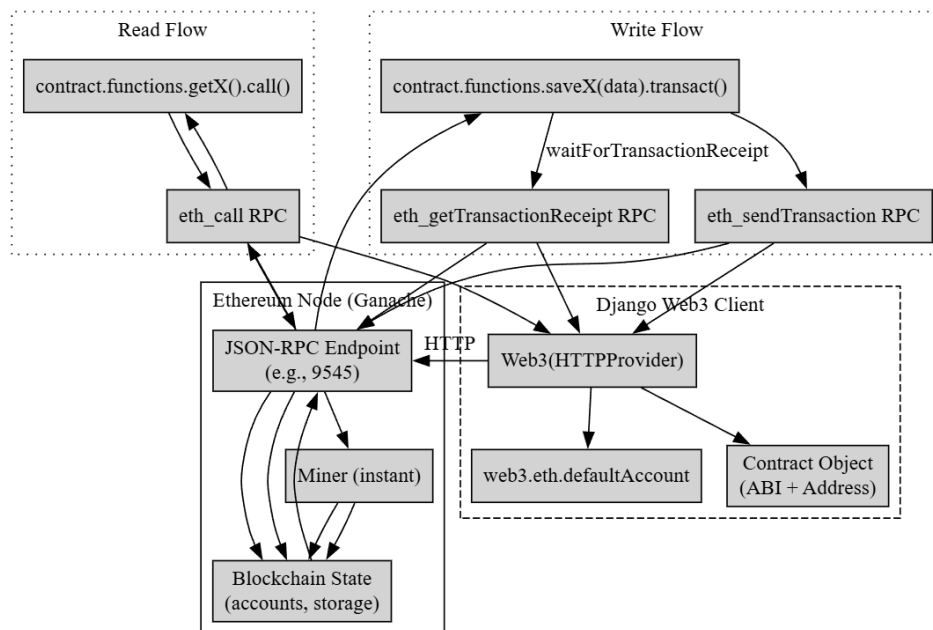 Read Flow
Write Flow
contract.functions.getX().call()
contract.functions.saveX(data).transact()
waitForTransactionReceipt
eth_call RPC
eth_getTransactionReceipt RPC
eth_sendTransaction RPC
Ethereum Node (Ganache)
Django Web3 Client
JSON-RPC Endpoint
(e.g., 9545)
HTTP
Web3(HTTPProvider)
Miner (instant)
web3.eth.defaultAccount
Contract Object
(ABI + Address)
Blockchain State
(accounts, storage)